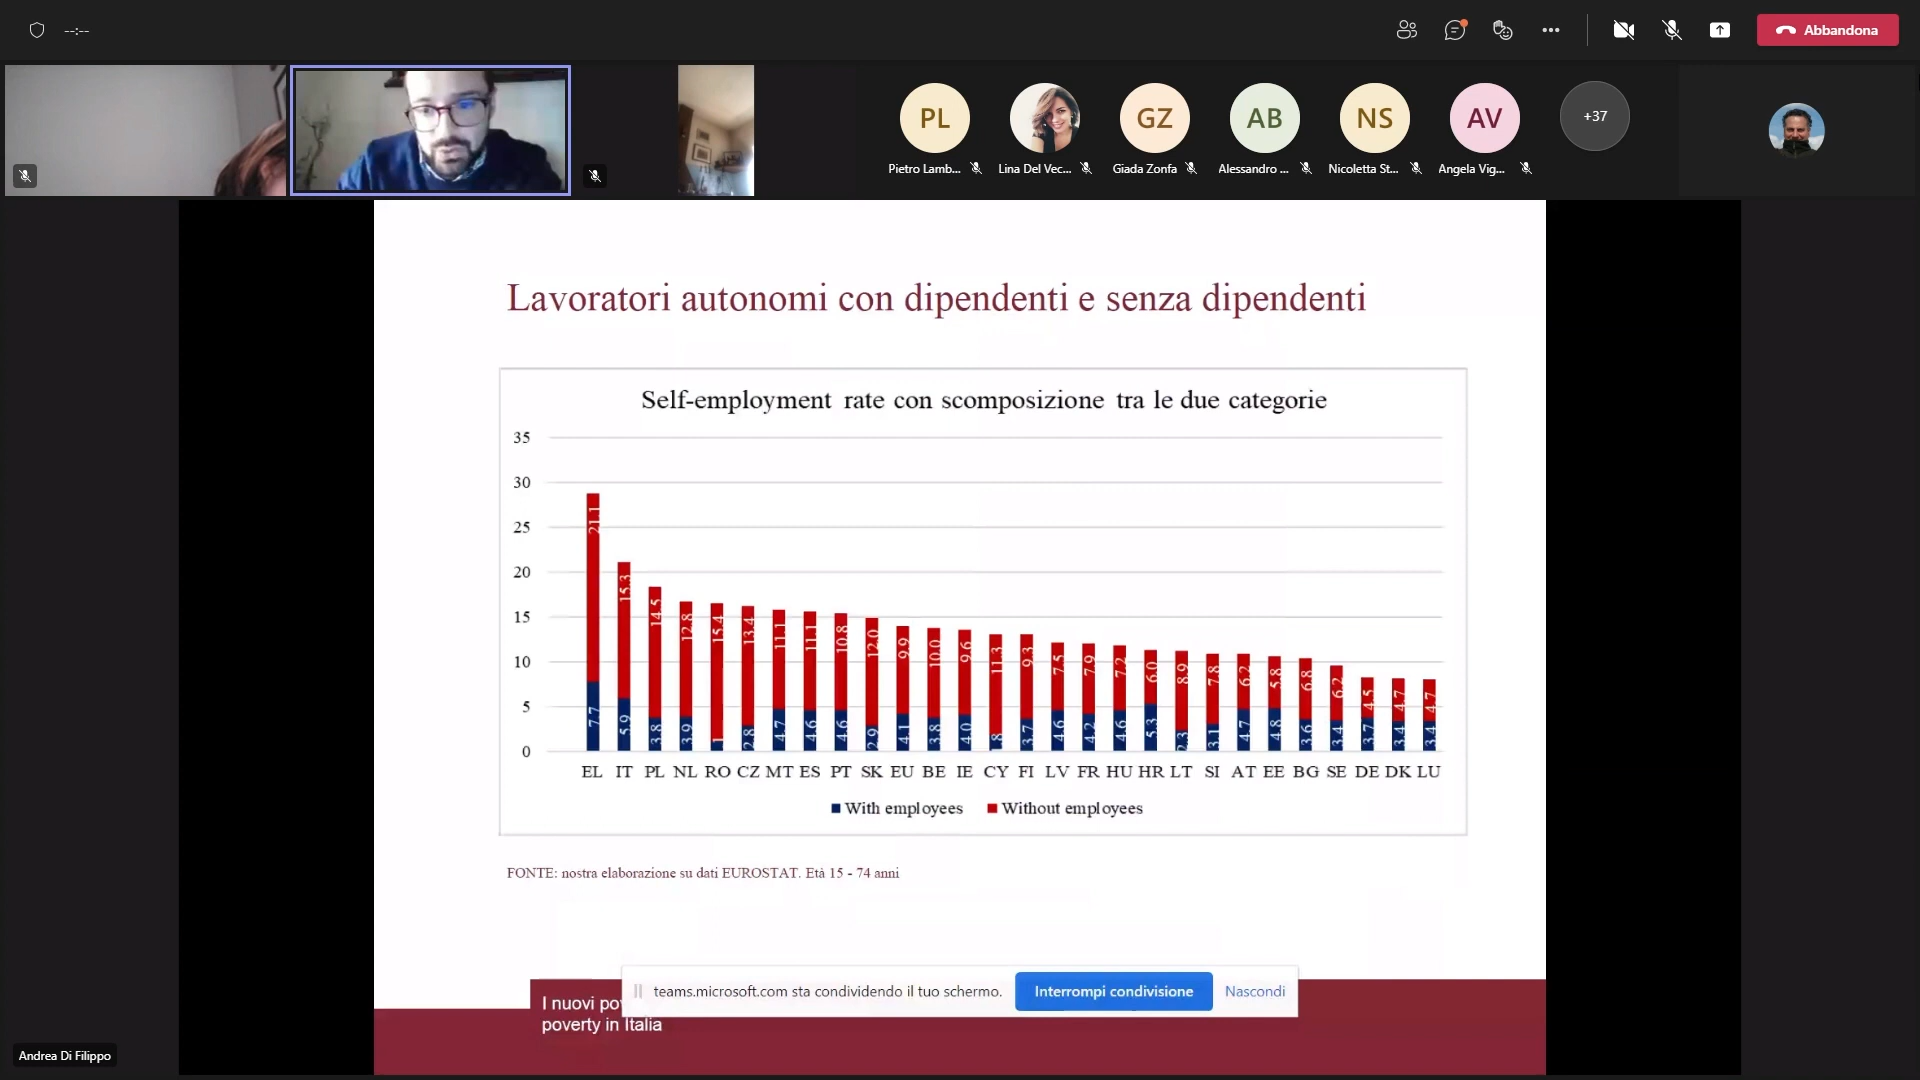 --:--
Abbandona
PL
GZ
AB
NS
AV
+37
Pietro Lamb...
Lina Del Vec...
Giada Zonfa
Alessandro ...
Nicoletta St...
Angela Vig...
Lavoratori autonomi con dipendenti e senza dipendenti
Self-employment rate con scomposizione tra le due categorie
35
30
25
20
15
10
5
0
21.1 15.3 14.5 12.8 15.4 13.4 11.1 11.1 10.8 12.0 9.9 10.0 9.6 11.3 9.3 7.5 7.9 7.2 6.0 8.9 7.8 6.2 5.8 6.8 6.2 4.5 4.7 4.7
7.7 5.9 3.8 3.9 1 2.8 4.7 4.6 4.6 2.9 4.1 3.8 4.0 .8 3.7 4.6 4.2 4.6 5.3 2.3 3.1 4.7 4.8 3.6 3.4 3.7 3.4 3.4
EL IT PL NL RO CZ MT ES PT SK EU BE IE CY FI LV FR HU HR LT SI AT EE BG SE DE DK LU
With employees Without employees
FONTE: nostra elaborazione su dati EUROSTAT. Età 15 - 74 anni
teams.microsoft.com sta condividendo il tuo schermo. Interrompi condivisione Nascondi
I nuovi
poverty in Italia
Andrea Di Filippo